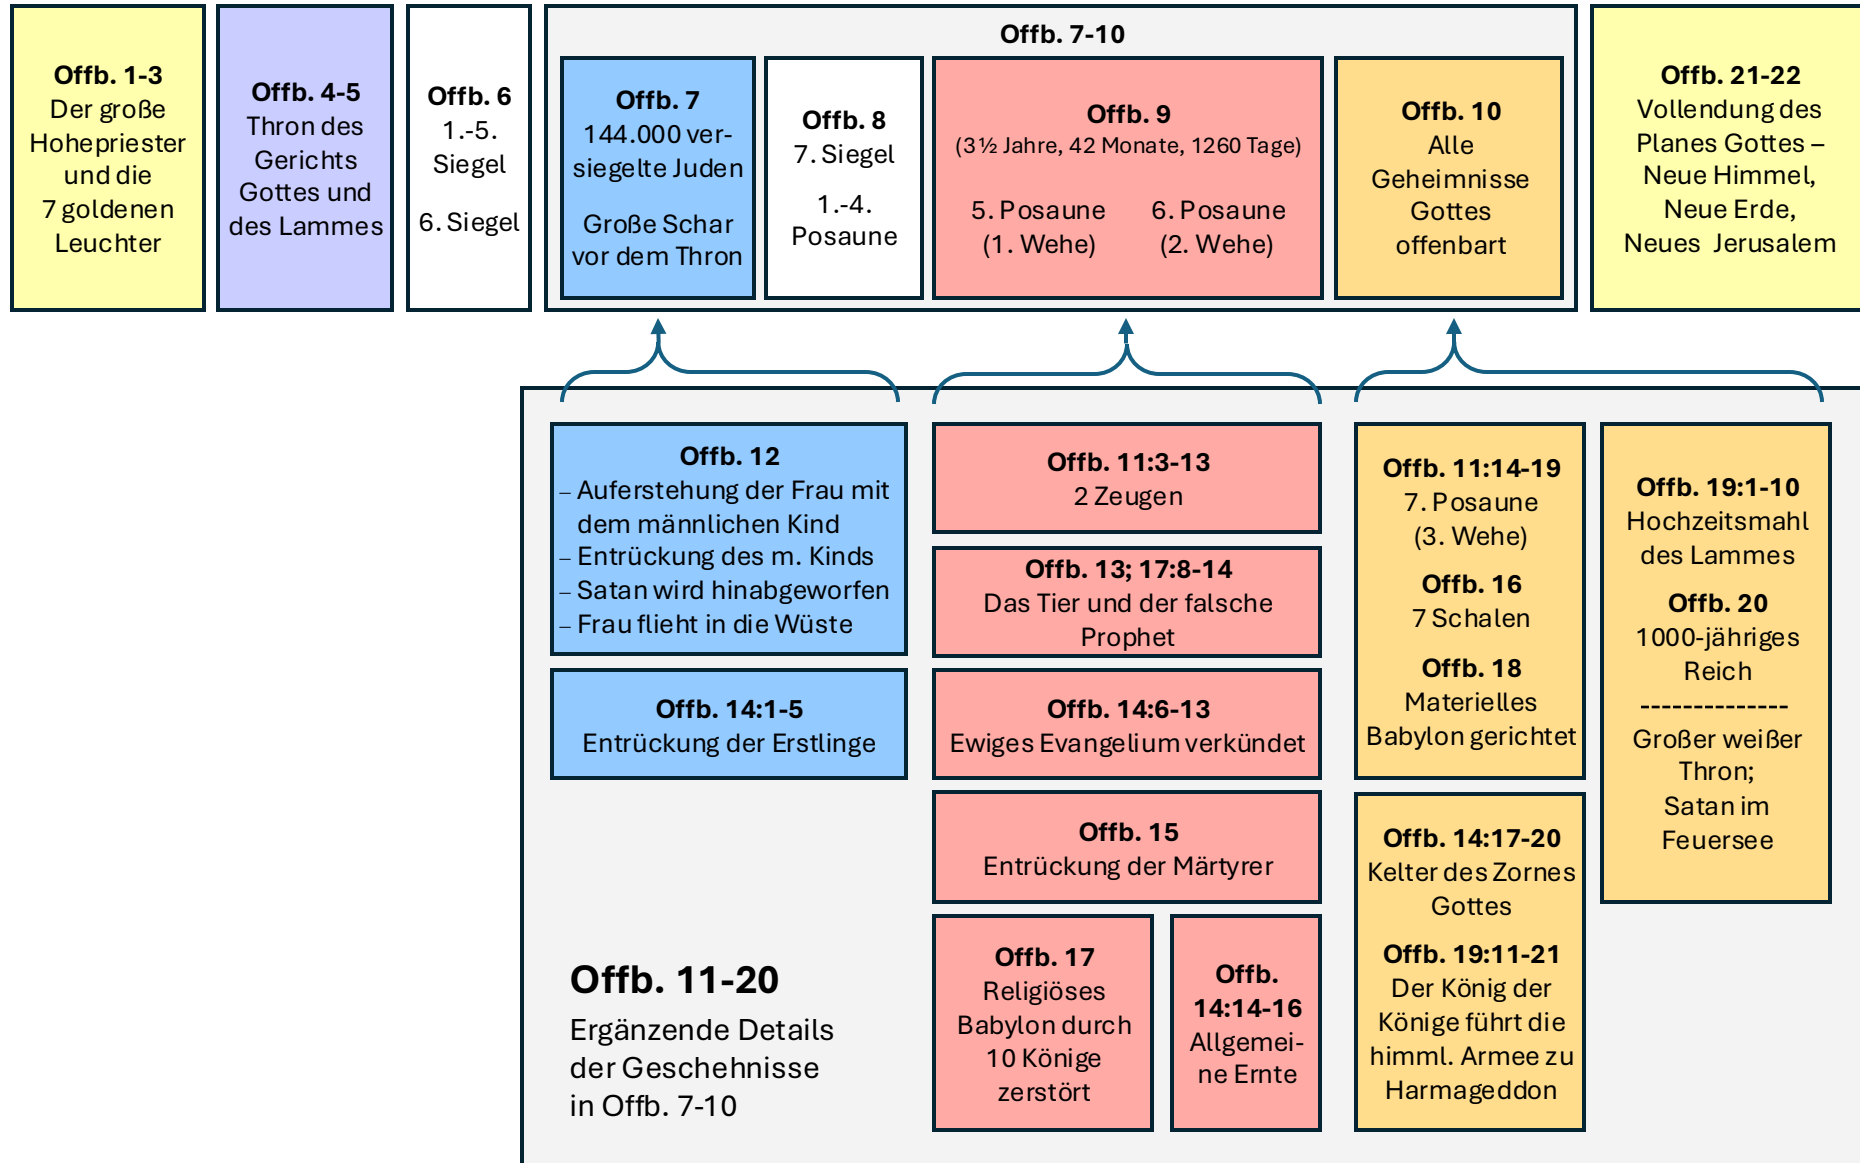 Offb. 1-3
Der große
Hohepriester
und die
7 goldenen
Leuchter
Offb. 4-5
Thron des
Gerichts
Gottes und
des Lammes
Offb. 6
1.-5.
Siegel
6. Siegel
Offb. 7-10
Offb. 7
144.000 ver-
siegelte Juden
Große Schar
vor dem Thron
Offb. 8
7. Siegel
1.-4.
Posaune
Offb. 9
(3 ½ Jahre, 42 Monate, 1260 Tage)
5. Posaune
(1. Wehe)
6. Posaune
(2. Wehe)
Offb. 10
Alle
Geheimnisse
Gottes
offenbart
Offb. 21-22
Vollendung des
Planes Gottes –
Neue Himmel,
Neue Erde,
Neues Jerusalem
Offb. 12
– Auferstehung der Frau mit
dem männlichen Kind
– Entrückung des m. Kinds
– Satan wird hinabgeworfen
– Frau flieht in die Wüste
Offb. 14:1-5
Entrückung der Erstlinge
Offb. 11-20
Ergänzende Details
der Geschehnisse
in Offb. 7-10
Offb. 11:3-13
2 Zeugen
Offb. 13; 17:8-14
Das Tier und der falsche
Prophet
Offb. 14:6-13
Ewiges Evangelium verkündet
Offb. 15
Entrückung der Märtyrer
Offb. 17
Religiöses
Babylon durch
10 Könige
zerstört
Offb.
14:14-16
Allgemei-
ne Ernte
Offb. 11:14-19
7. Posaune
(3. Wehe)
Offb. 16
7 Schalen
Offb. 18
Materielles
Babylon gerichtet
Offb. 14:17-20
Kelter des Zornes
Gottes
Offb. 19:11-21
Der König der
Könige führt die
himml. Armee zu
Harmageddon
Offb. 19:1-10
Hochzeitsmahl
des Lammes
Offb. 20
1000-jähriges
Reich
--------------
Großer weißer
Thron;
Satan im
Feuersee